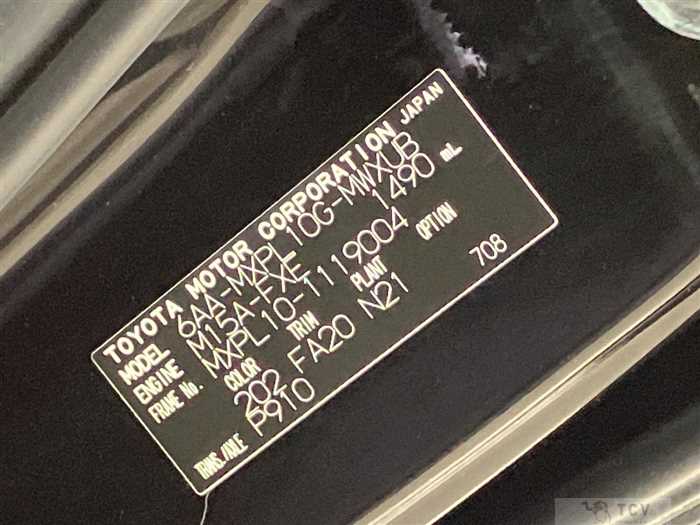 TOYOTA MOTOR CORPORATION JAPAN
MODEL 6AA-MXPL10G-MWXUB
ENGINE M15A-FXE 1490 mL
FRAME No. MXPL10-1119004
COLOR TRIM PLANT OPTION
202 FA20 N21 708
TRNS./AXLE P910
TCV